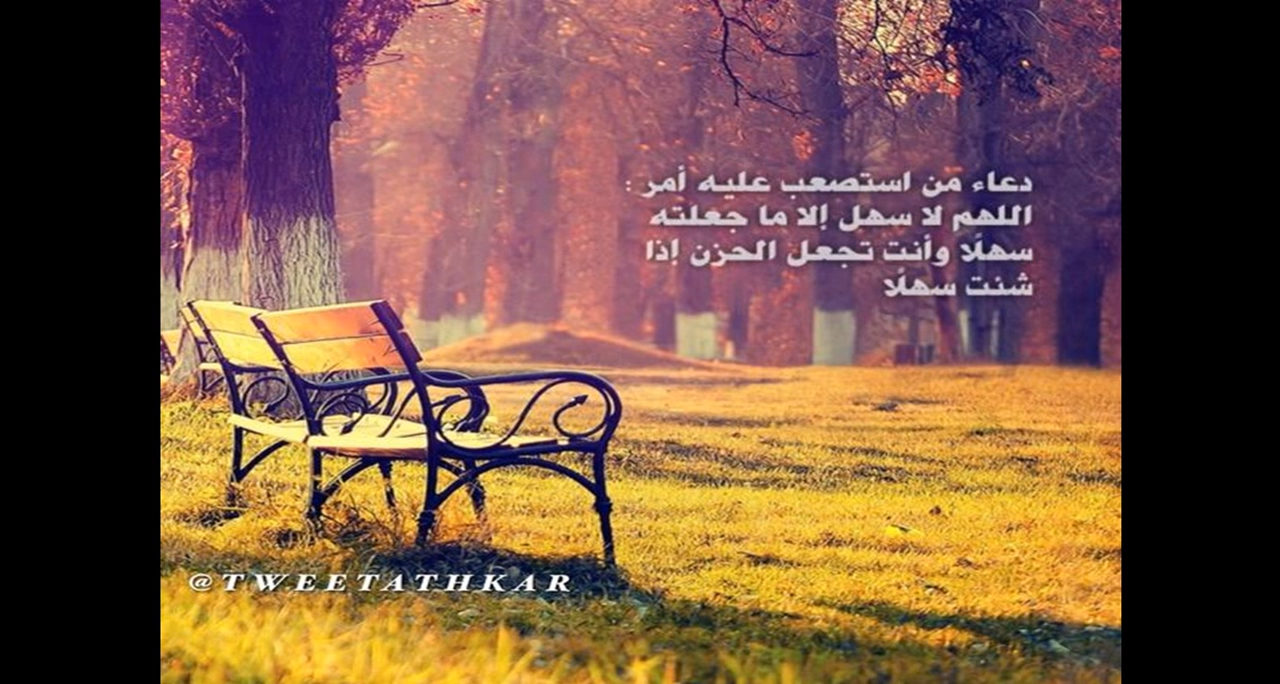 دعاء من استصعب عليه أمر :
اللهم لا سهل إلا ما جعلته
سهلًا وأنت تجعل الحزن إذا
شئت سهلًا
@TWEETATHKAR